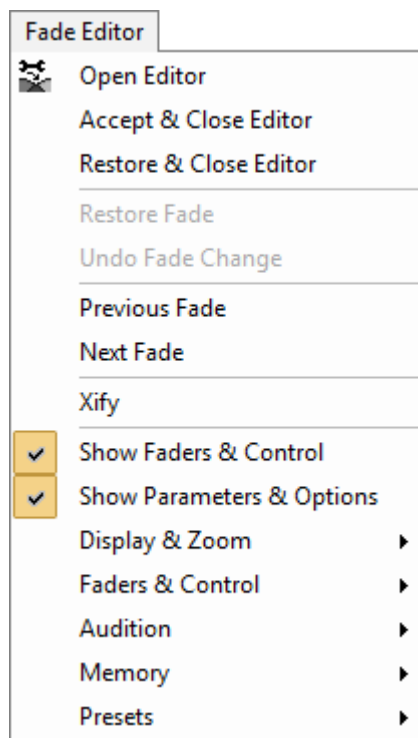 Fade Editor
Open Editor
Accept & Close Editor
Restore & Close Editor
Restore Fade
Undo Fade Change
Previous Fade
Next Fade
Xify
Show Faders & Control
Show Parameters & Options
Display & Zoom
Faders & Control
Audition
Memory
Presets